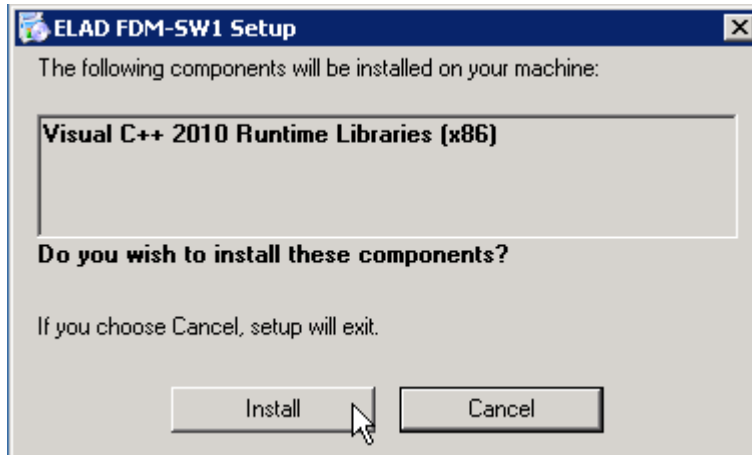 ELAD FDM-SW1 Setup
The following components will be installed on your machine:
Visual C++ 2010 Runtime Libraries (x86)
Do you wish to install these components?
If you choose Cancel, setup will exit.
Install
Cancel